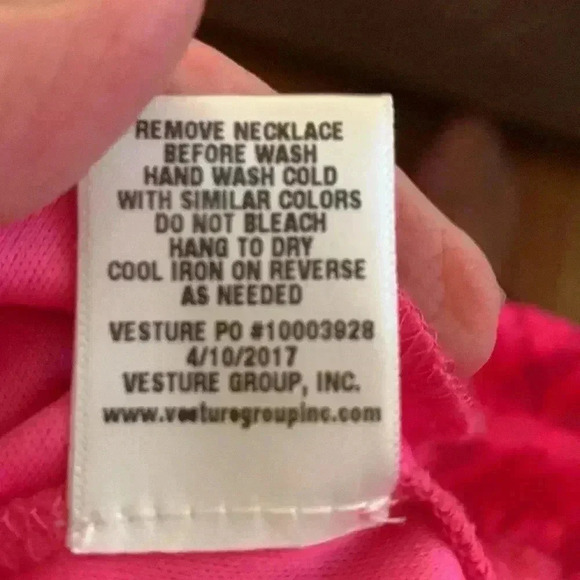 REMOVE NECKLACE
BEFORE WASH
HAND WASH COLD
WITH SIMILAR COLORS
DO NOT BLEACH
HANG TO DRY
COOL IRON ON REVERSE
AS NEEDED
VESTURE PO #10003928
4/10/2017
VESTURE GROUP, INC.
www.vesturegroupinc.com